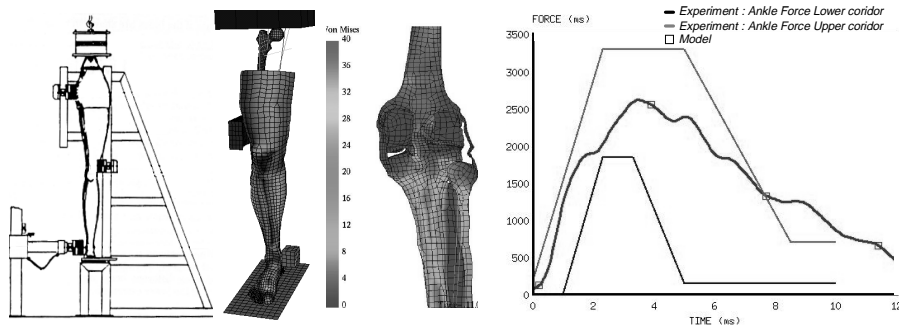 Von Mises
40
36
32
28
24
20
16
12
8
4
0
FORCE (ms)
Experiment : Ankle Force Lower coridor
Experiment : Ankle Force Upper coridor
Model
3500
3000
2500
2000
1500
1000
500
0
0 2 4 6 8 10 12
TIME (ms)